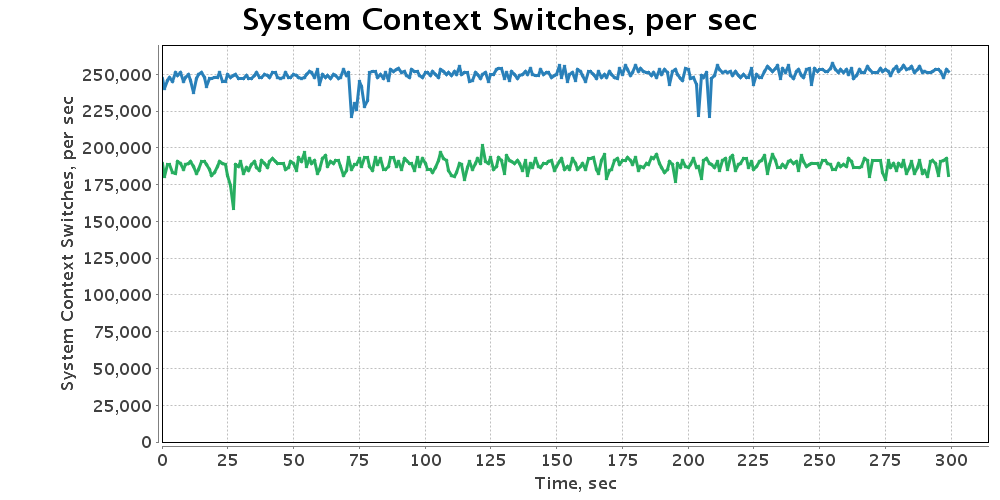 System Context Switches, per sec
System Context Switches, per sec
250,000
225,000
200,000
175,000
150,000
125,000
100,000
75,000
50,000
25,000
0
0 25 50 75 100 125 150 175 200 225 250 275 300
Time, sec